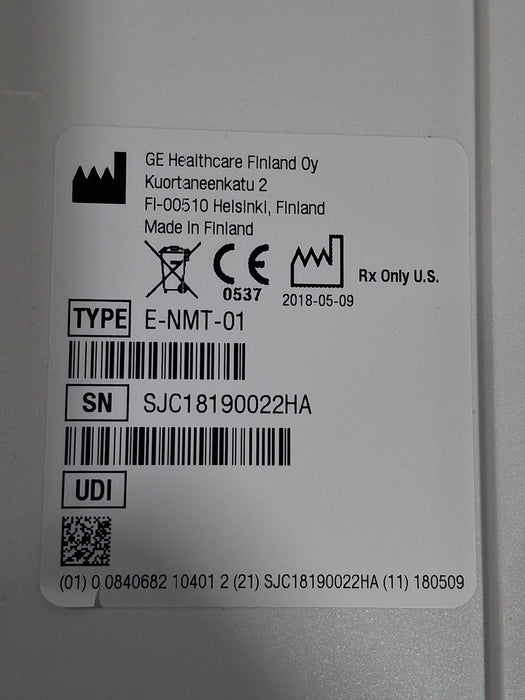 GE Healthcare Finland Oy
Kuortaneenkatu 2
FI-00510 Helsinki, Finland
Made in Finland
CE
0537
2018-05-09
Rx Only U.S.
TYPE E-NMT-01
SN SJC18190022HA
UDI
(01) 0 0840682 10401 2 (21) SJC18190022HA (11) 180509